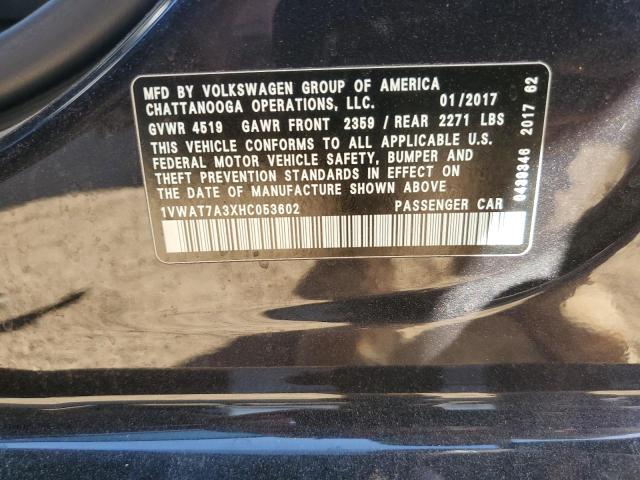 MFD BY VOLKSWAGEN GROUP OF AMERICA
CHATTANOOGA OPERATIONS, LLC. 01/2017
GVWR 4519 GAWR FRONT 2359 / REAR 2271 LBS
THIS VEHICLE CONFORMS TO ALL APPLICABLE U.S.
FEDERAL MOTOR VEHICLE SAFETY, BUMPER AND
THEFT PREVENTION STANDARDS IN EFFECT ON
THE DATE OF MANUFACTURE SHOWN ABOVE
1VWAT7A3XHC053602 PASSENGER CAR
0439346 2017 62